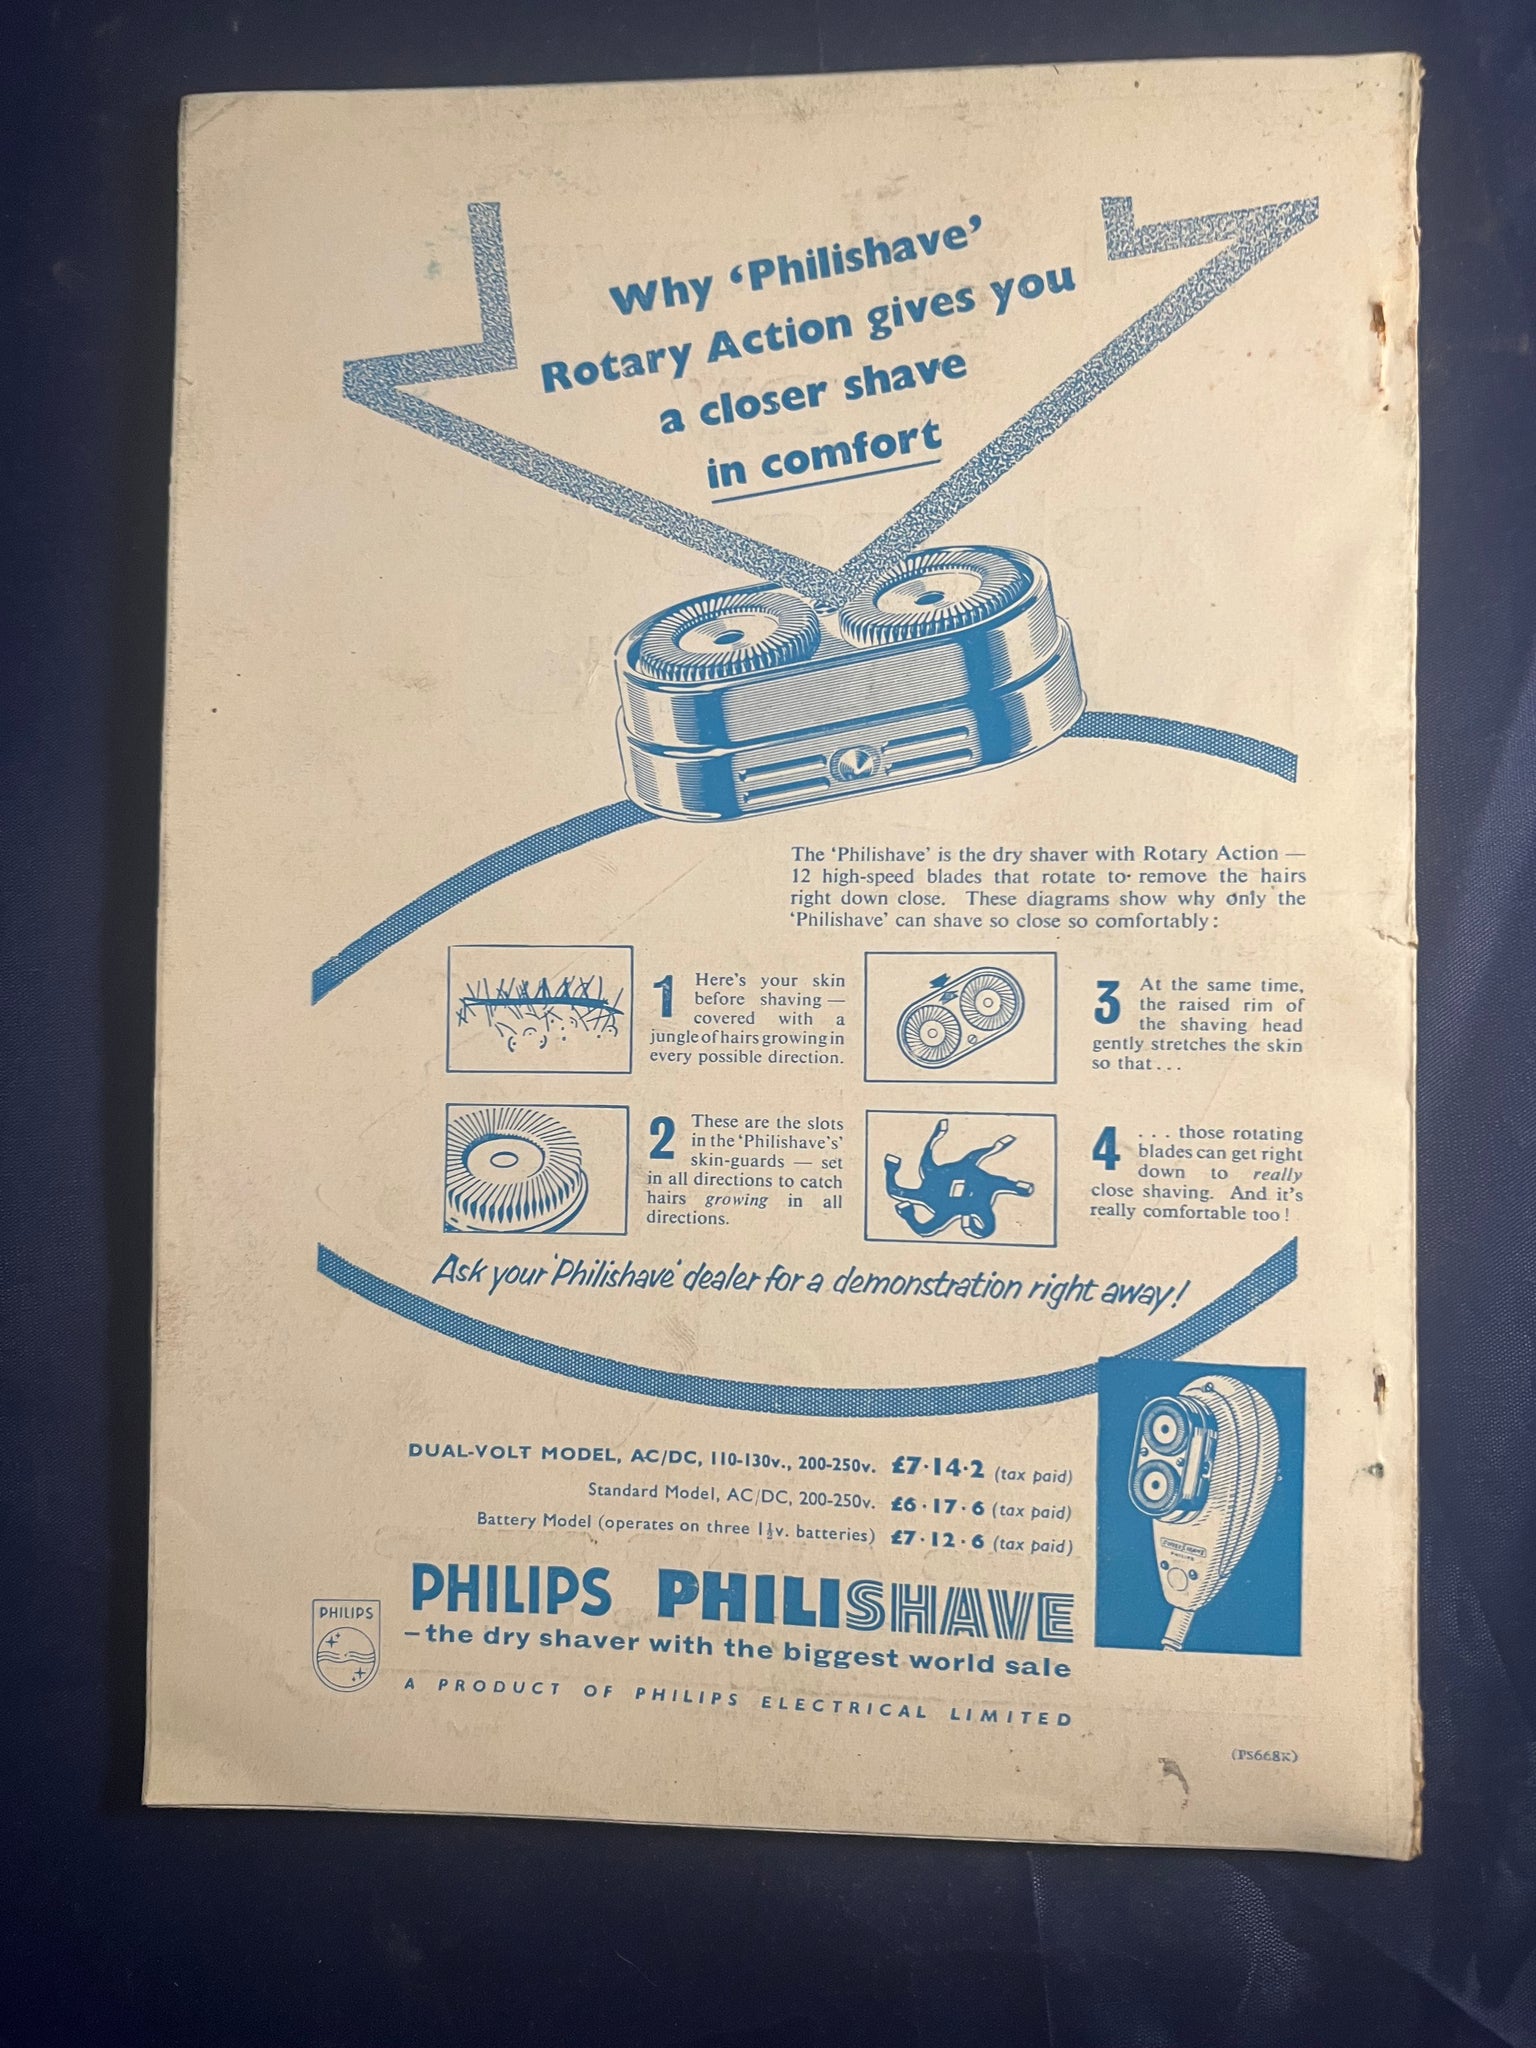 Why ‘Philishave’
Rotary Action gives you
a closer shave
in comfort
The ‘Philishave’ is the dry shaver with Rotary Action —
12 high-speed blades that rotate to remove the hairs
right down close. These diagrams show why only the
‘Philishave’ can shave so close so comfortably :
1 Here's your skin
before shaving —
covered with a
jungle of hairs growing in
every possible direction.
2 These are the slots
in the ‘Philishave's’
skin-guards — set
in all directions to catch
hairs growing in all
directions.
3 At the same time,
the raised rim of
the shaving head
gently stretches the skin
so that . . .
4 . . . those rotating
blades can get right
down to really
close shaving. And it's
really comfortable too !
Ask your ‘Philishave’ dealer for a demonstration right away!
DUAL-VOLT MODEL, AC/DC, 110-130v., 200-250v. £7·14·2 (tax paid)
Standard Model, AC/DC, 200-250v. £6·17·6 (tax paid)
Battery Model (operates on three 1½v. batteries) £7·12·6 (tax paid)
PHILIPS PHILISHAVE
– the dry shaver with the biggest world sale
A PRODUCT OF PHILIPS ELECTRICAL LIMITED
PHILIPS
PHILIPS
(PS668K)